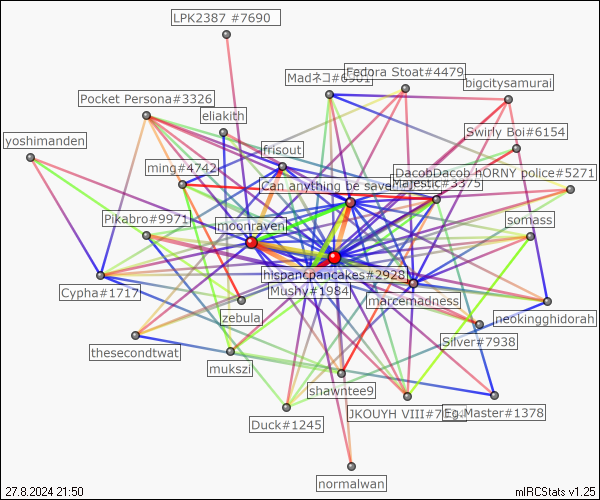 LPK2387 #7690
Fedora Stoat#4479
Madネコ#6961
bigcitysamurai
Pocket Persona#3326
eliakith
Swirly Boi#6154
yoshimanden
frisout
ming#4742
DacobDacob hORNY police#5271
Can anything be save
Majestic#3375
Pikabro#9971
moonraven
somass
hispancpancakes#2928
Cypha#1717
Mushy#1984
marcemadness
zebula
neokingghidorah
Silver#7938
thesecondtwat
mukszi
shawntee9
JKOUYH VIII#7
Eg-Master#1378
Duck#1245
normalwan
27.8.2024 21:50
mIRCStats v1.25